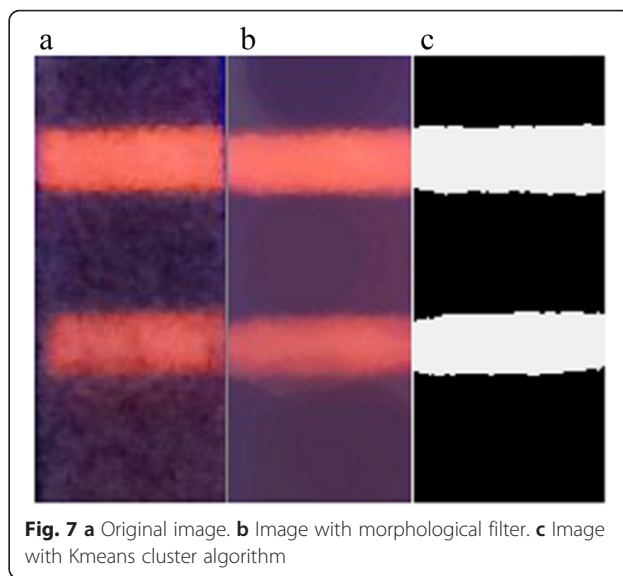 a b c
Fig. 7 a Original image. b Image with morphological filter. c Image
with Kmeans cluster algorithm